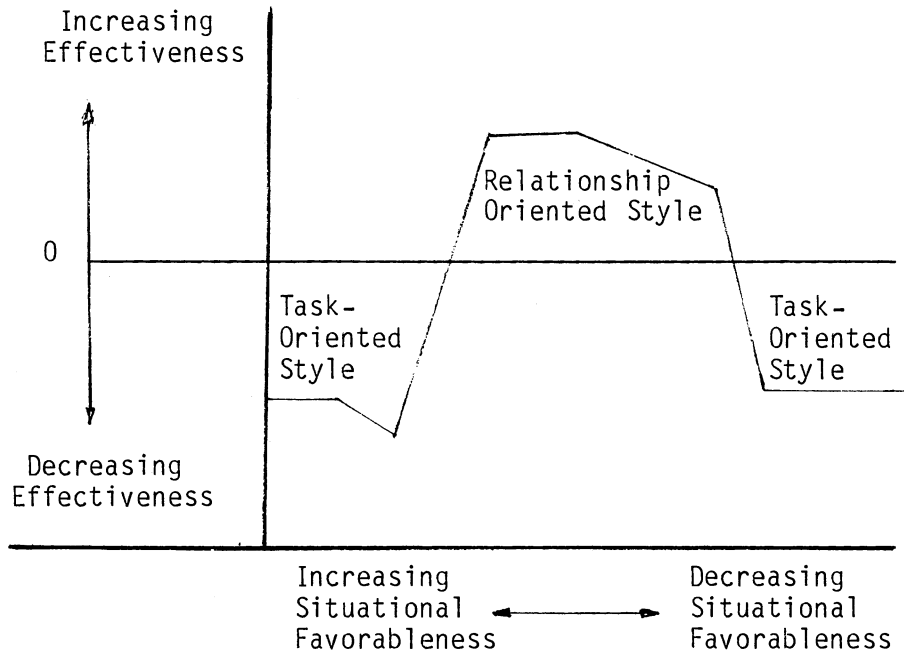 Increasing
Effectiveness
Relationship
Oriented Style
0
Task-
Oriented
Style
Task-
Oriented
Style
Decreasing
Effectiveness
Increasing
Situational
Favorableness
Decreasing
Situational
Favorableness